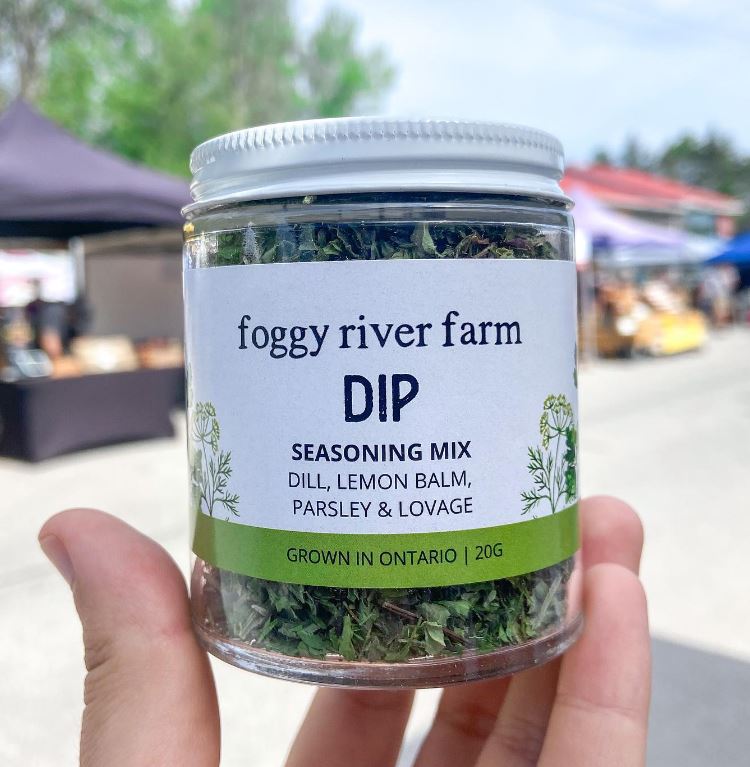 foggy river farm
DIP
SEASONING MIX
DILL, LEMON BALM,
PARSLEY & LOVAGE
GROWN IN ONTARIO | 20G